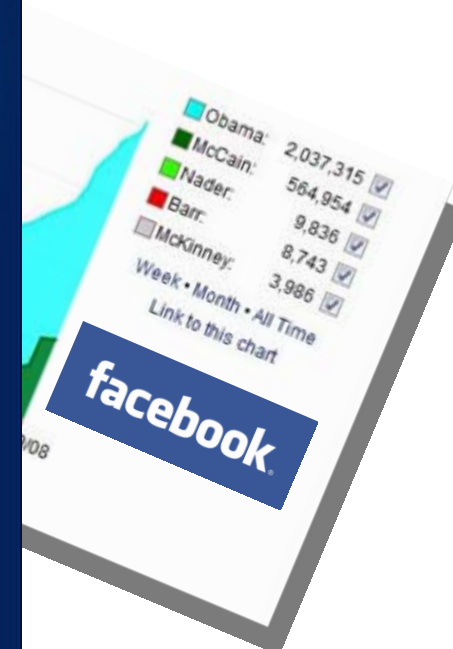 Obama: 2,037,315
McCain: 564,954
Nader: 9,836
Barr: 8,743
McKinney: 3,986
Week • Month • All Time
Link to this chart
facebook®
/08